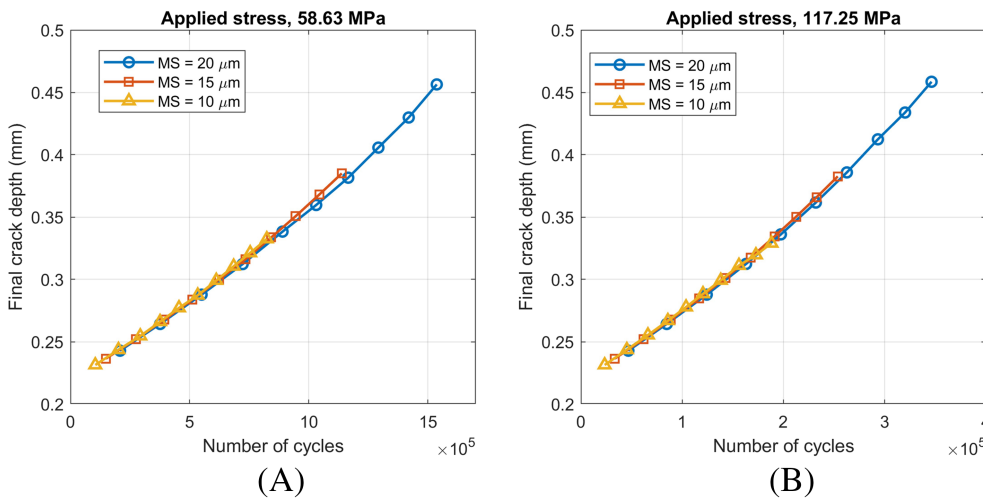 Applied stress, 58.63 MPa
0.5
0.45
0.4
0.35
0.3
0.25
0.2
Final crack depth (mm)
MS = 20 μm
MS = 15 μm
MS = 10 μm
0 5 10 15
Number of cycles
×10^5
(A)
Applied stress, 117.25 MPa
0.5
0.45
0.4
0.35
0.3
0.25
0.2
Final crack depth (mm)
MS = 20 μm
MS = 15 μm
MS = 10 μm
0 1 2 3 4
Number of cycles
×10^5
(B)